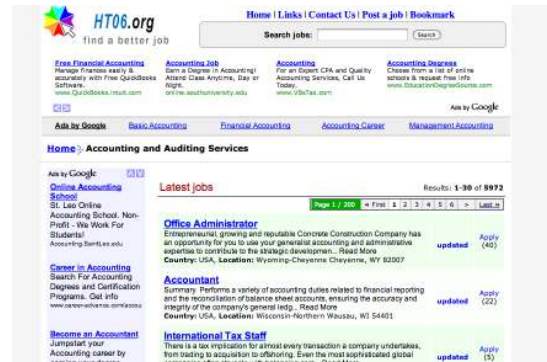 HT06.org
find a better job
Home | Links | Contact Us | Post a job | Bookmark
Search jobs:
Search
Free Financial Accounting
Manage finances easily &
accurately with Free QuickBooks
Software.
www.QuickBooks.intuit.com
Accounting Job
Earn a Degree in Accounting!
Attend Class Anytime, Day or
Night.
online.southuniversity.edu
Accounting
For an Expert CPA and Quality
Accounting Services, Call Us
Today.
www.VBsTax.com
Accounting Degrees
Choose from a list of online
schools & request free info
www.EducationDegreeSource.com
Ads by Google
Ads by Google Basic Accounting Financial Accounting Accounting Career Management Accounting
Home Accounting and Auditing Services
Ads by Google
Online Accounting
School
St. Leo Online
Accounting School. Non-
Profit - We Work For
Students!
Accounting.SaintLeo.edu
Career in Accounting
Search For Accounting
Degrees and Certification
Programs. Get info
Become an Accountant
Jumpstart your
Accounting career by
Latest jobs
Results: 1-30 of 5972
Page 1 / 200 « First 1 2 3 4 5 6 > Last »
Office Administrator
Entrepreneurial, growing and reputable Concrete Construction Company has
an opportunity for you to use your generalist accounting and administrative
expertise to contribute to the strategic developmen... Read More
Country: USA, Location: Wyoming-Cheyenne Cheyenne, WY 82007
updated
Apply
(40)
Accountant
Summary Performs a variety of accounting duties related to financial reporting
and the reconciliation of balance sheet accounts, ensuring the accuracy and
integrity of the company's general ledg... Read More
Country: USA, Location: Wisconsin-Northern Wausau, WI 54401
updated
Apply
(22)
International Tax Staff
There is a tax implication for almost every transaction a company undertakes,
from trading to acquisition to offshoring. Even the most sophisticated global
updated
Apply
(5)